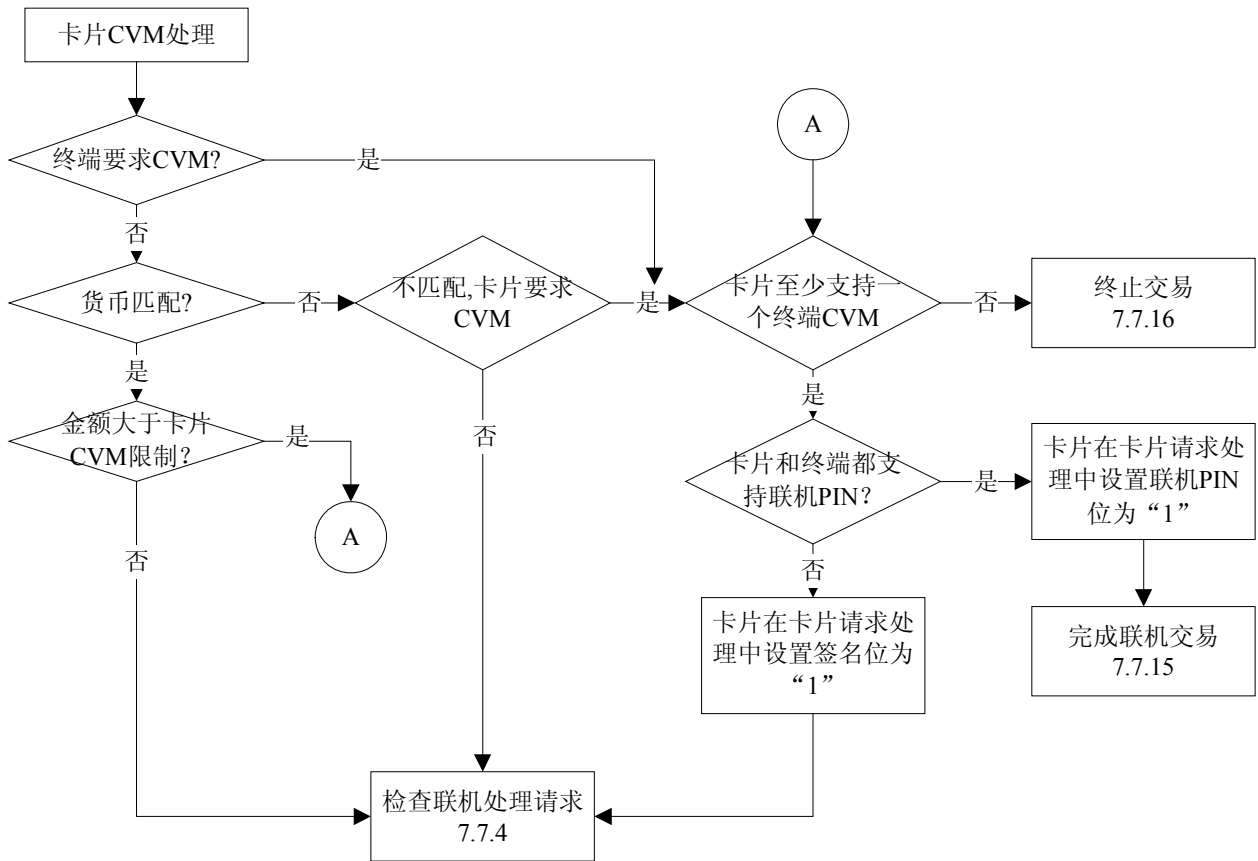 卡片CVM处理
A
终端要求CVM?
是
否
货币匹配?
否
不匹配,卡片要求
CVM
是
卡片至少支持一
个终端CVM
否
终止交易
7.7.16
是
是
金额大于卡片
CVM限制？
是
否
A
否
卡片和终端都支
持联机PIN？
是
卡片在卡片请求处
理中设置联机PIN
位为“1”
否
卡片在卡片请求处
理中设置签名位为
“1”
完成联机交易
7.7.15
检查联机处理请求
7.7.4